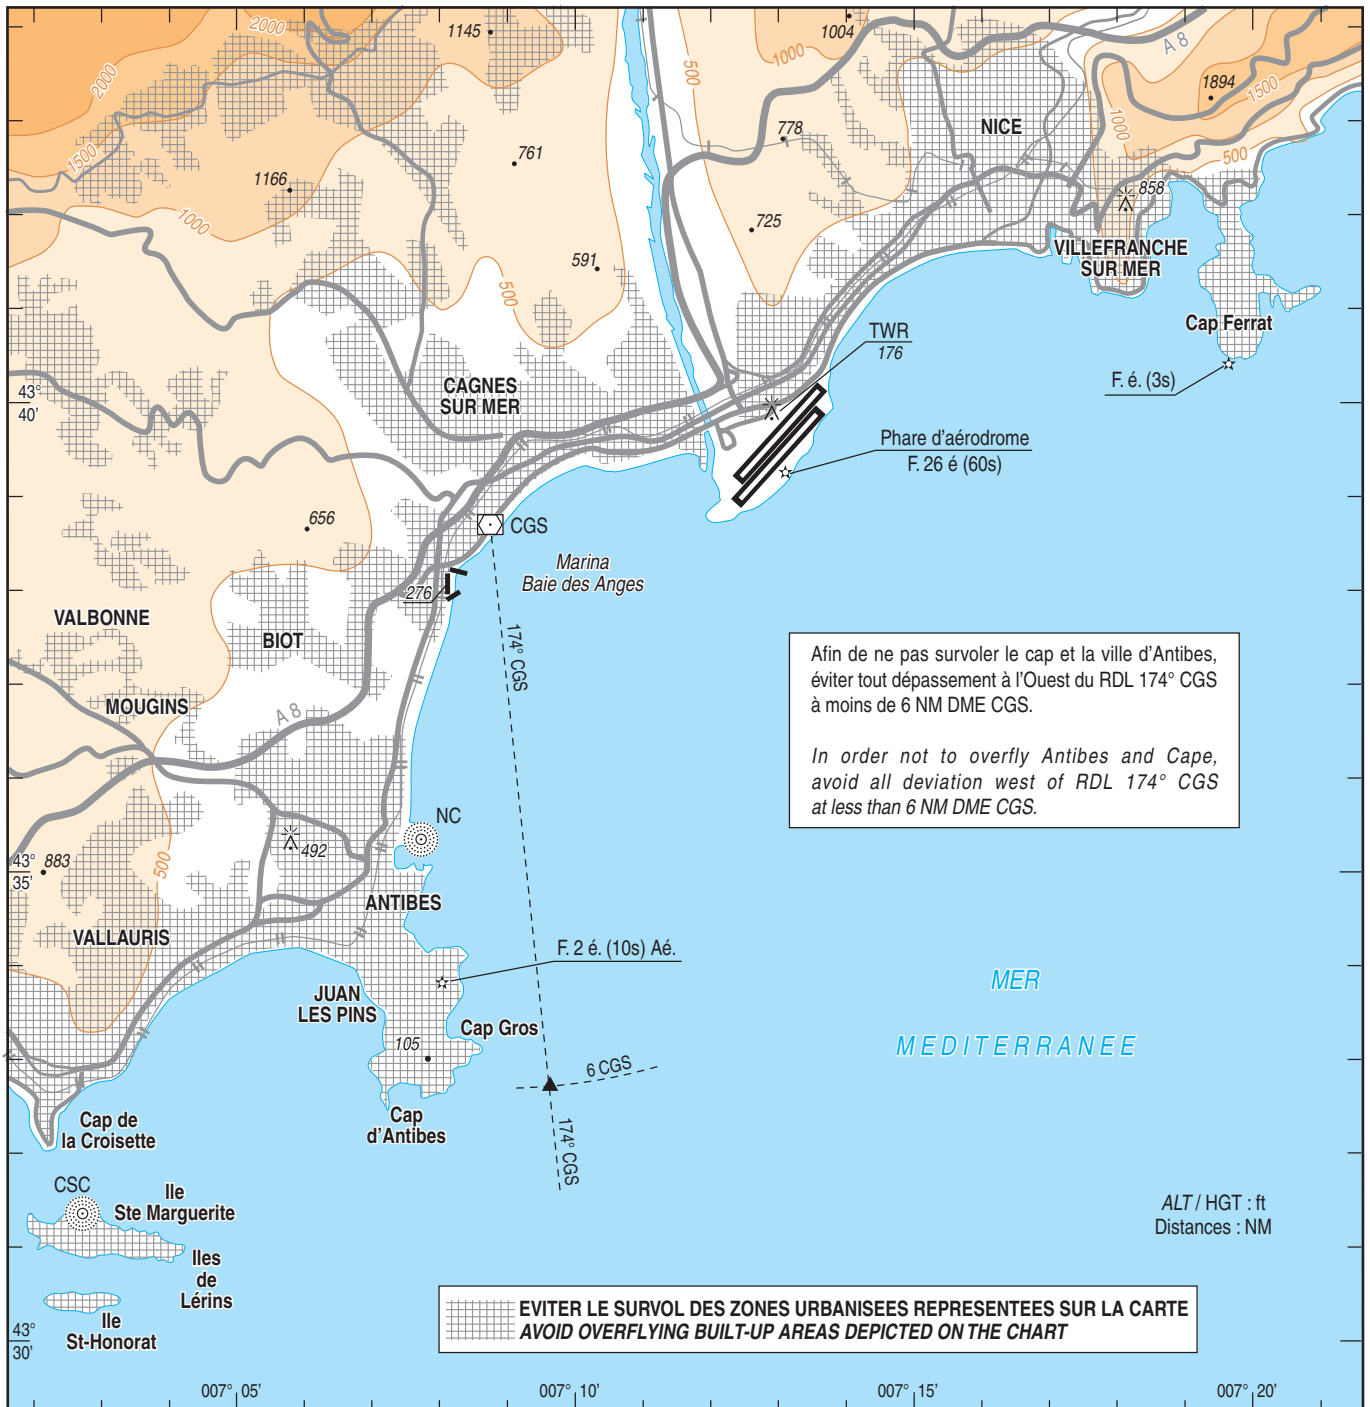 2000
1145
1004
A 8
2000
500
1000
1894
1500
NICE
1000
778
1500
761
500
1166
858
1000
725
VILLEFRANCHE
SUR MER
591
500
Cap Ferrat
TWR
176
F. é. (3s)
43°
40'
CAGNES
SUR MER
Phare d'aérodrome
F. 26 é (60s)
656
CGS
Marina
Baie des Anges
276
VALBONNE
BIOT
174° CGS
Afin de ne pas survoler le cap et la ville d'Antibes,
éviter tout dépassement à l'Ouest du RDL 174° CGS
à moins de 6 NM DME CGS.
In order not to overfly Antibes and Cape,
avoid all deviation west of RDL 174° CGS
at less than 6 NM DME CGS.
MOUGINS
A 8
NC
492
43°
35'
883
500
ANTIBES
VALLAURIS
F. 2 é. (10s) Aé.
JUAN
LES PINS
MER
MEDITERRANEE
Cap Gros
105
6 CGS
Cap de
la Croisette
Cap
d'Antibes
174° CGS
CSC
Ile
Ste Marguerite
ALT / HGT : ft
Distances : NM
Iles
de
Lérins
Ile
St-Honorat
EVITER LE SURVOL DES ZONES URBANISEES REPRESENTEES SUR LA CARTE
AVOID OVERFLYING BUILT-UP AREAS DEPICTED ON THE CHART
43°
30'
007° 05'
007° 10'
007° 15'
007° 20'